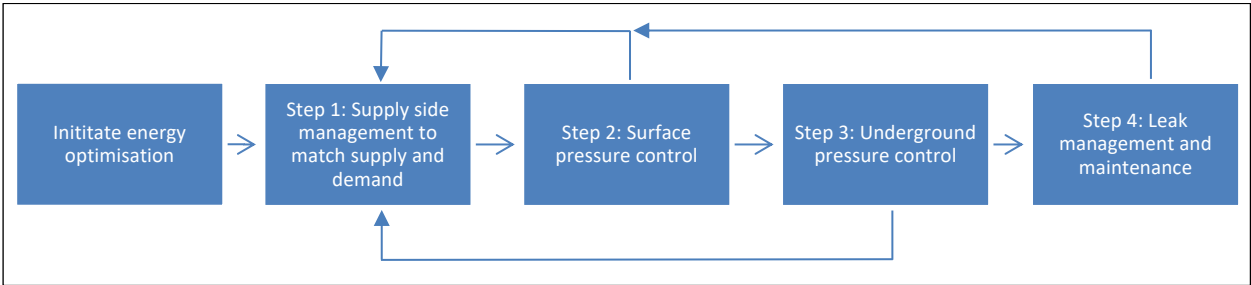 Inititate energy
optimisation
Step 1: Supply side
management to
match supply and
demand
Step 2: Surface
pressure control
Step 3: Underground
pressure control
Step 4: Leak
management and
maintenance